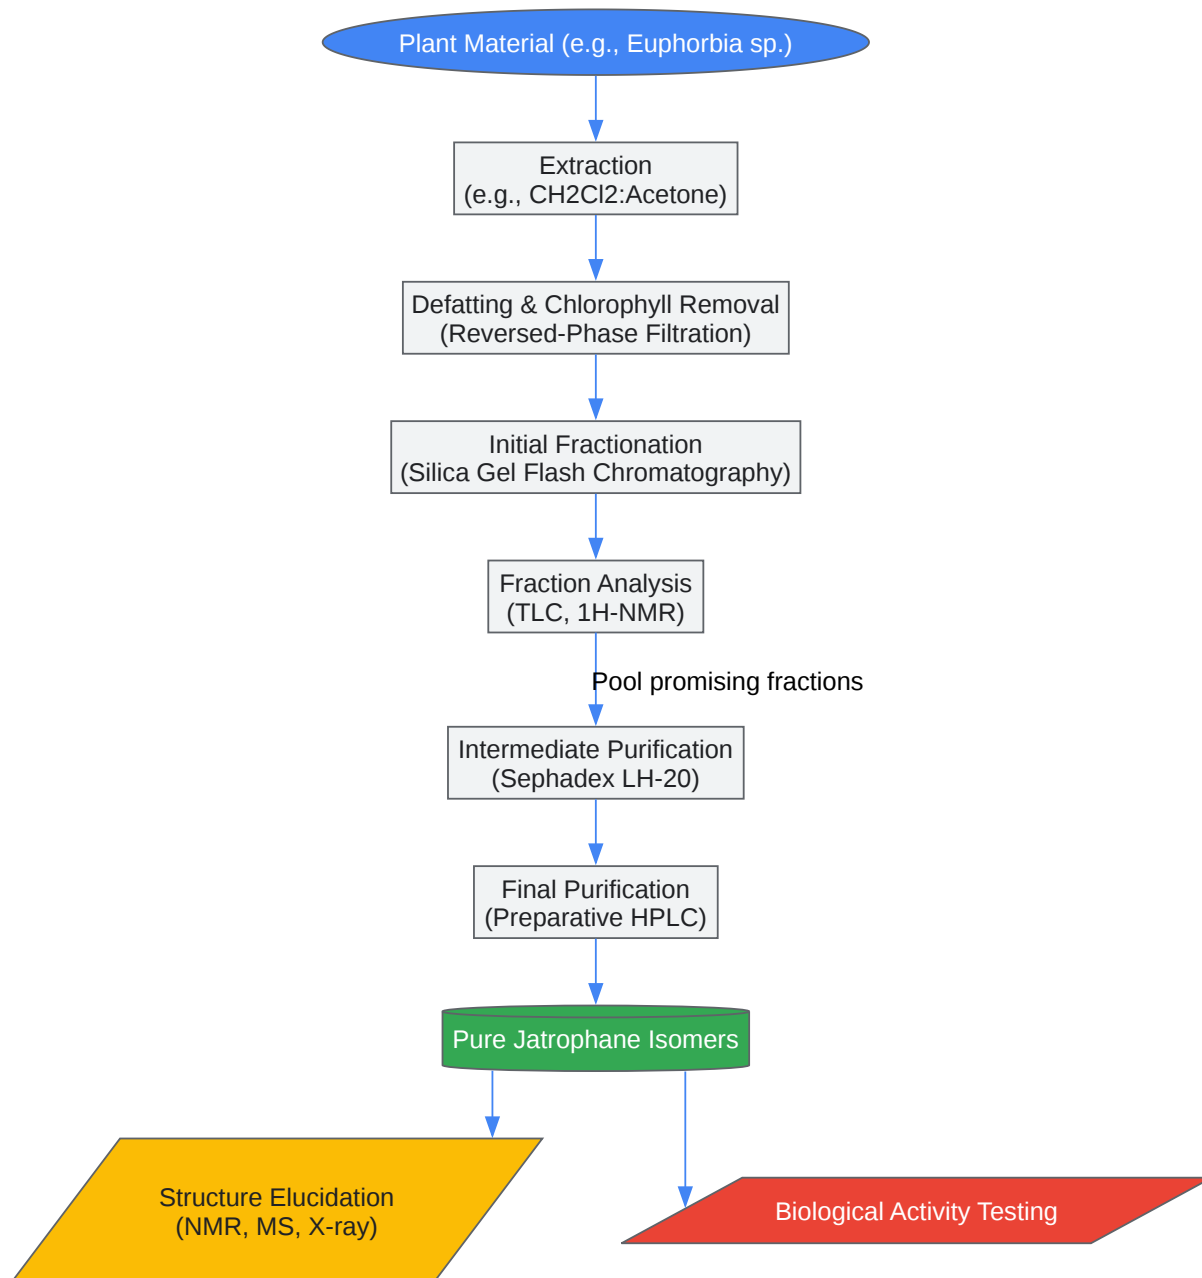 Plant Material (e.g., Euphorbia sp.)
Extraction
(e.g., CH2Cl2:Acetone)
Defatting & Chlorophyll Removal
(Reversed-Phase Filtration)
Initial Fractionation
(Silica Gel Flash Chromatography)
Fraction Analysis
(TLC, 1H-NMR)
Pool promising fractions
Intermediate Purification
(Sephadex LH-20)
Final Purification
(Preparative HPLC)
Pure Jatrophane Isomers
Structure Elucidation
(NMR, MS, X-ray)
Biological Activity Testing